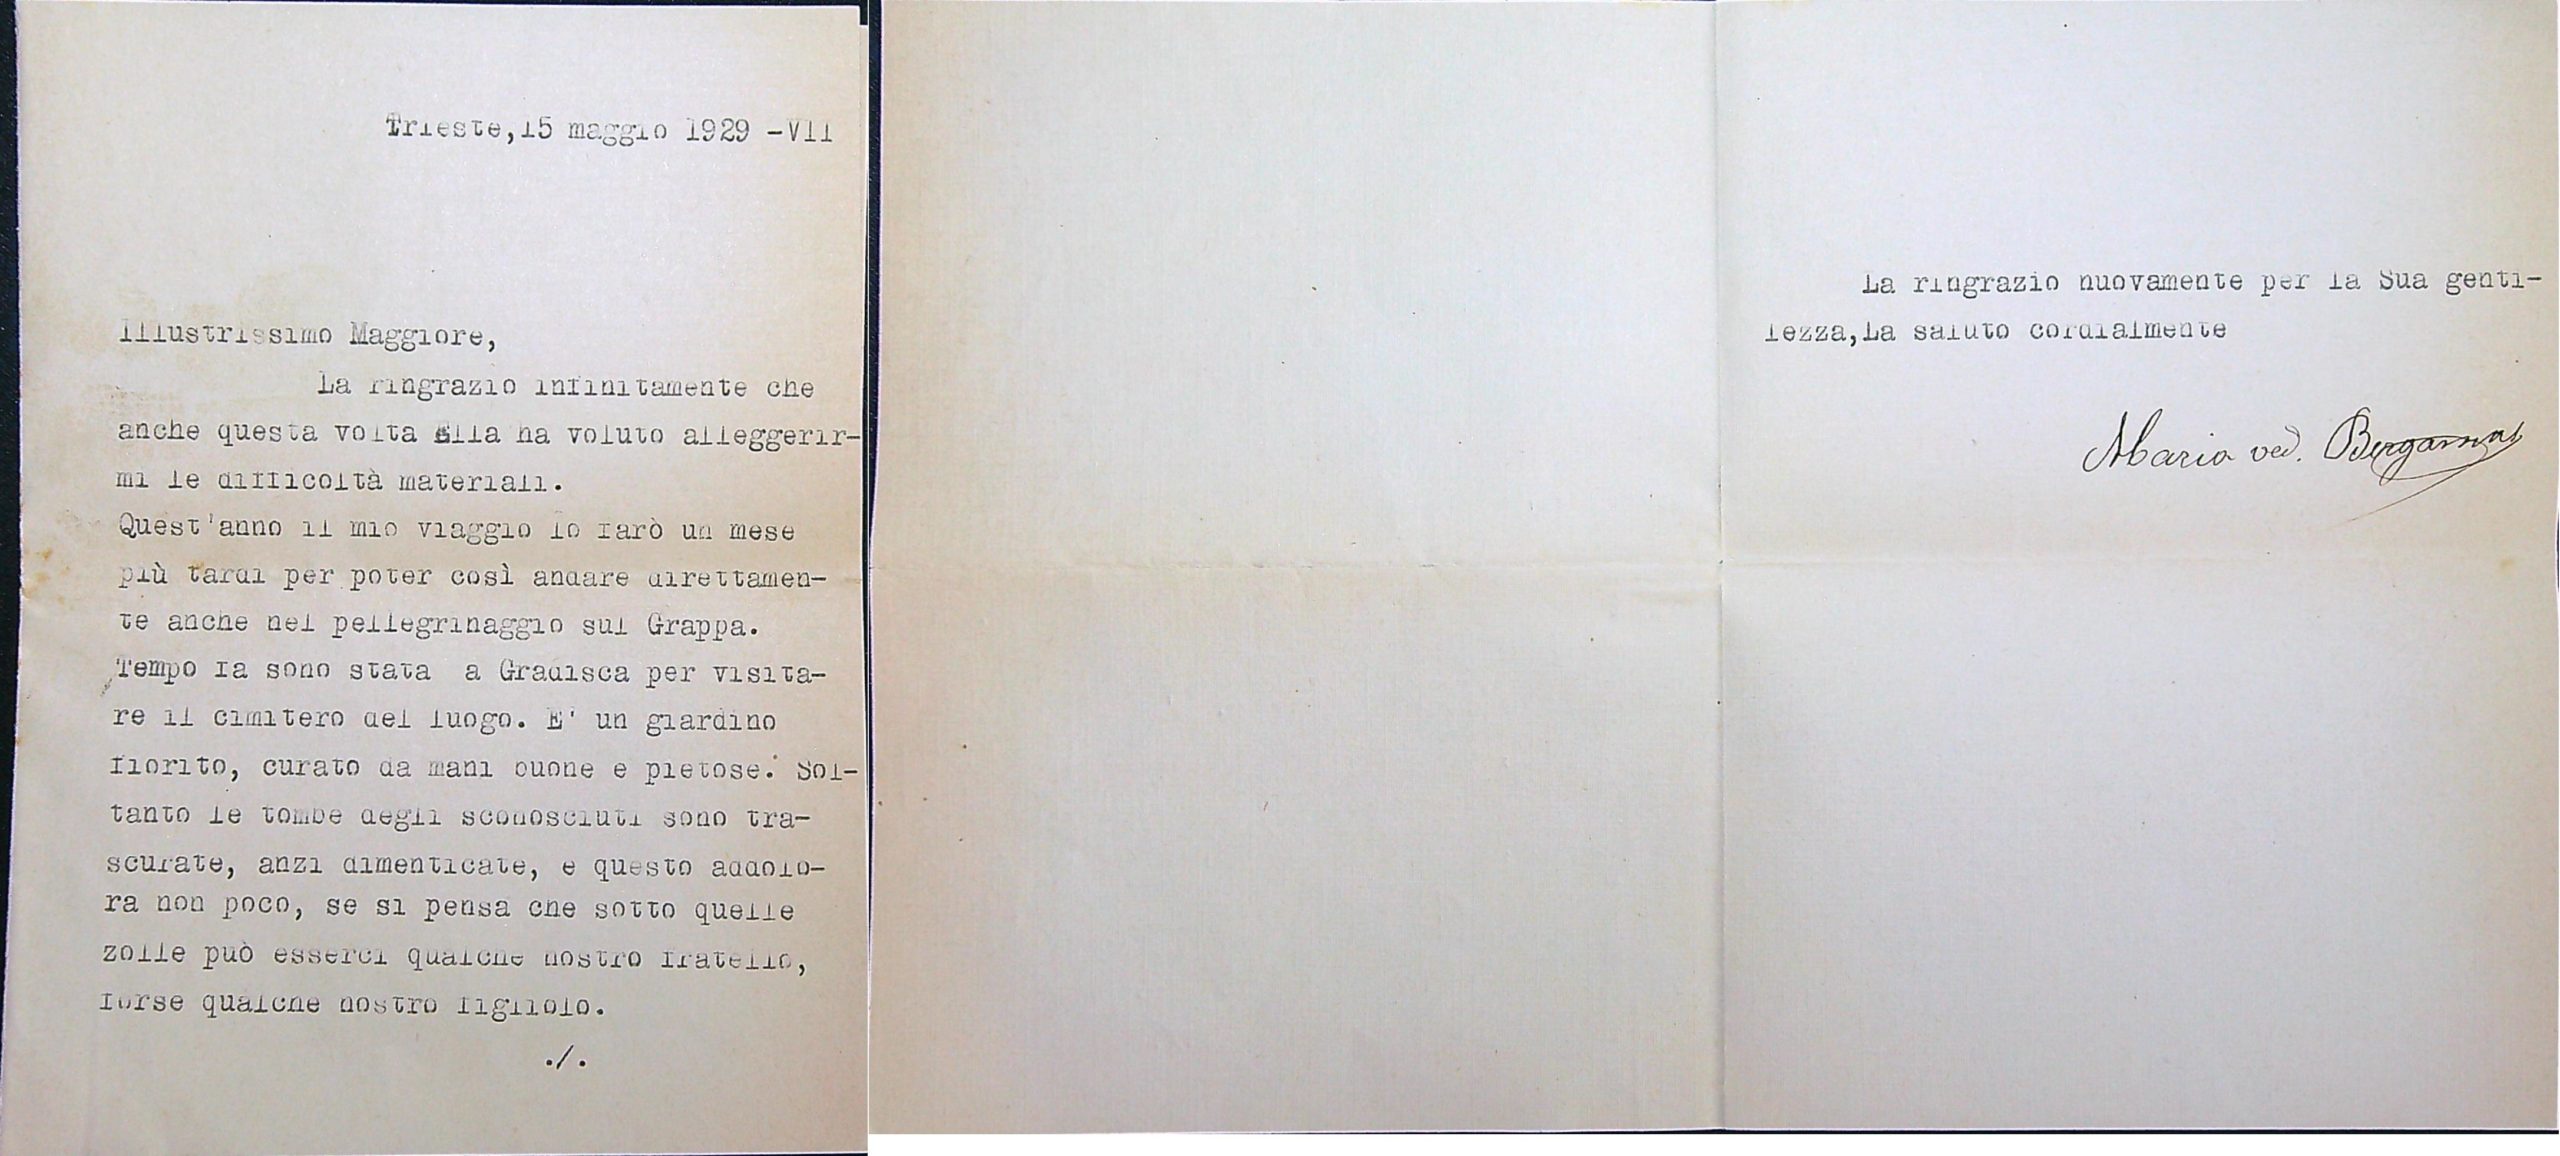 Trieste,15 maggio 1929 -VII
Illustrissimo Maggiore,
La ringrazio infinitamente che
anche questa volta Ella ha voluto alleggerir-
mi le difficoltà materiali.
Quest'anno il mio viaggio lo farò un mese
più tardi per poter così andare direttamen-
te anche nel pellegrinaggio sul Grappa.
Tempo fa sono stata a Gradisca per visita-
re il cimitero del luogo. E' un giardino
fiorito, curato da mani buone e pietose. Sol-
tanto le tombe degli sconosciuti sono tra-
scurate, anzi dimenticate, e questo addolo-
ra non poco, se si pensa che sotto quelle
zolle può esserci qualche nostro fratello,
forse qualche nostro figliolo.
./.
La ringrazio nuovamente per la Sua genti-
lezza,La saluto cordialmente
Maria ved. Bergamas